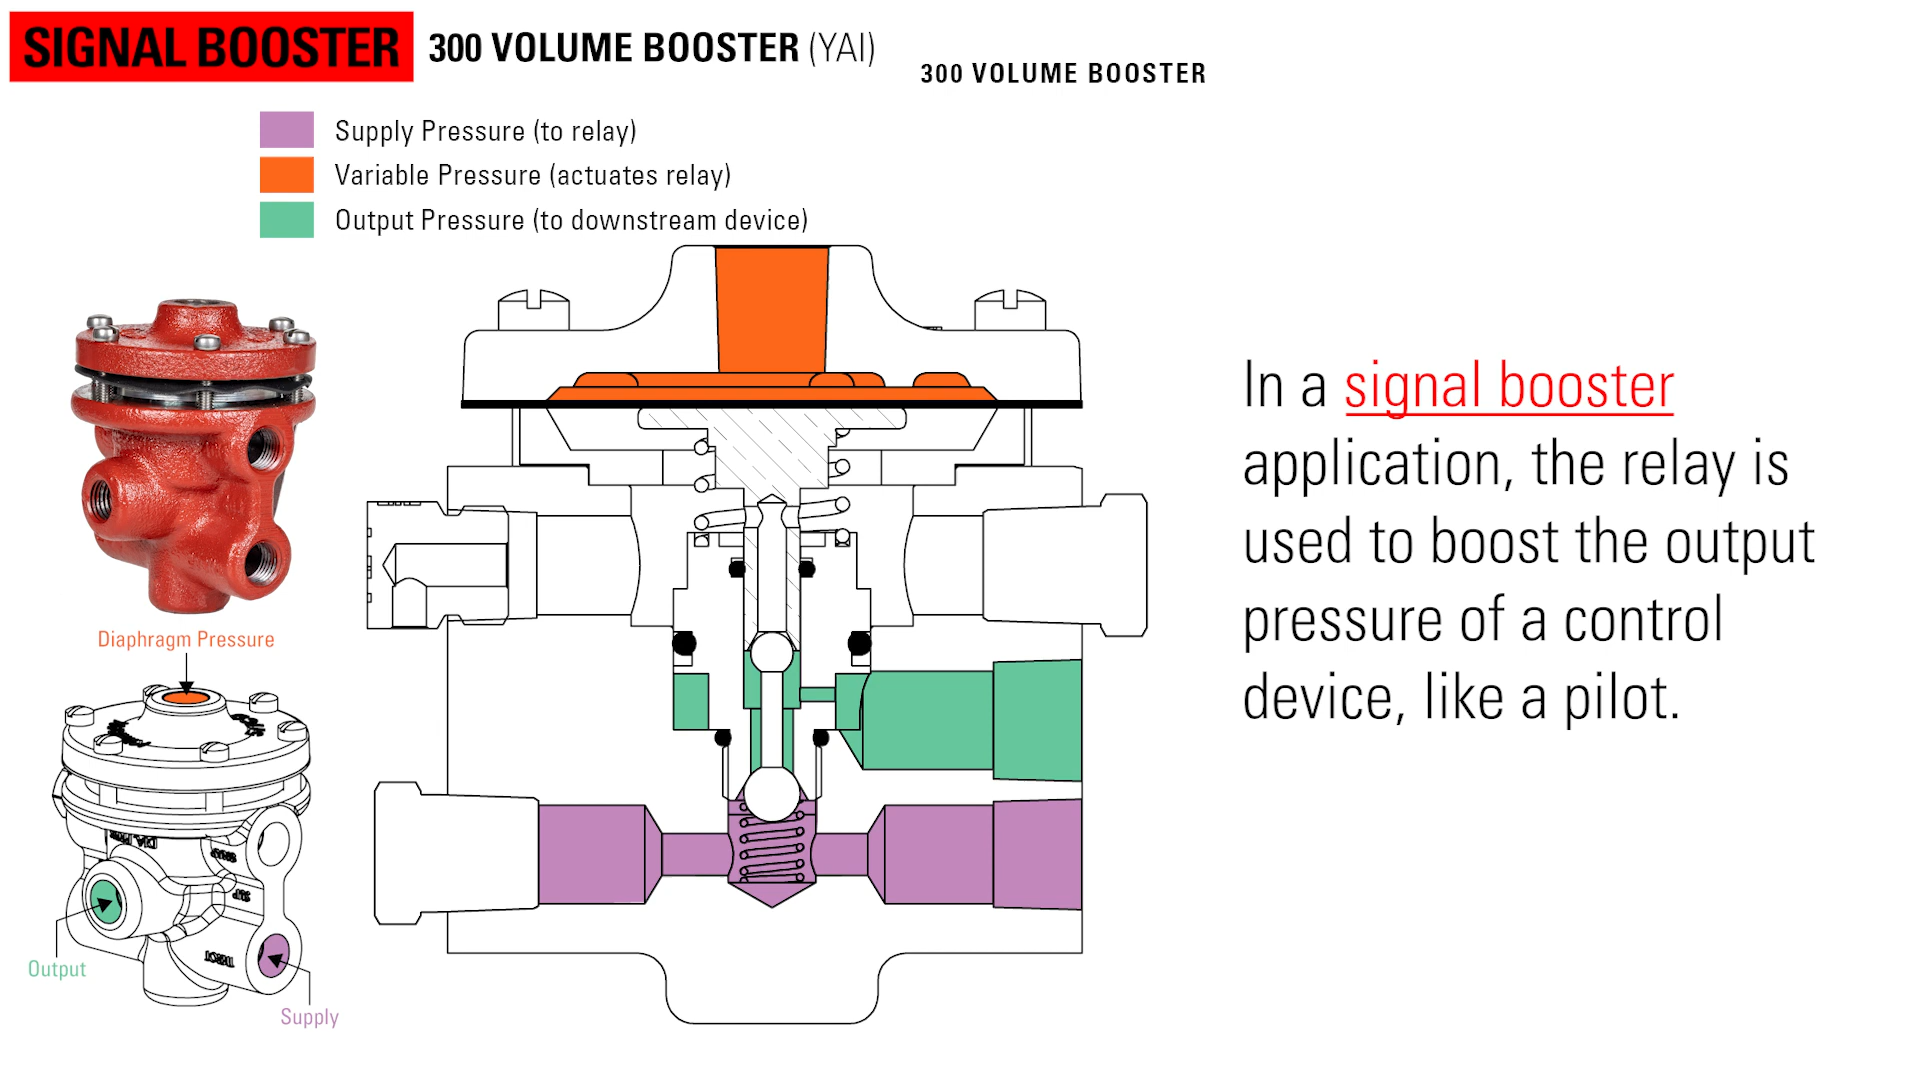 SIGNAL BOOSTER 300 VOLUME BOOSTER (YAI)
300 VOLUME BOOSTER
Supply Pressure (to relay)
Variable Pressure (actuates relay)
Output Pressure (to downstream device)
In a signal booster
application, the relay is
used to boost the output
pressure of a control
device, like a pilot.
Diaphragm Pressure
Output
Supply